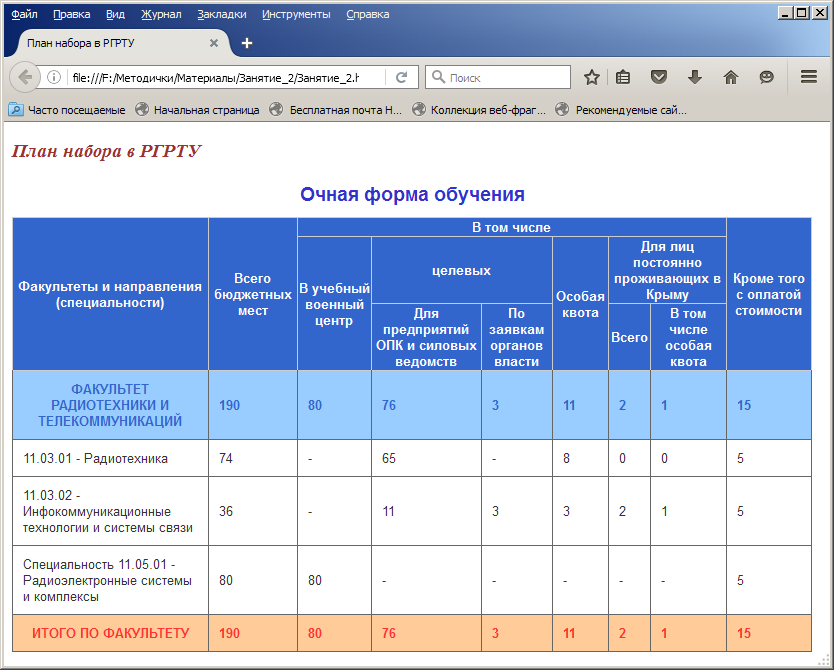 Файл Правка Вид Журнал Закладки Инструменты Справка
План набора в РГРТУ
file:///F:/Методички/Материалы/Занятие_2/Занятие_2.h
Поиск
Часто посещаемые Начальная страница Бесплатная почта H... Коллекция веб-фраг... Рекомендуемые сай...
План набора в РГРТУ
Очная форма обучения
Факультеты и направления
(специальности)
Всего
бюджетных
мест
В том числе
Кроме того
с оплатой
стоимости
В учебный
военный
центр
целевых
Особая
квота
Для лиц
постоянно
проживающих в
Крыму
Для
предприятий
ОПК и силовых
ведомств
По
заявкам
органов
власти
Всего
В том
числе
особая
квота
ФАКУЛЬТЕТ
РАДИОТЕХНИКИ И
ТЕЛЕКОММУНИКАЦИЙ
190 80 76 3 11 2 1 15
11.03.01 - Радиотехника 74 - 65 - 8 0 0 5
11.03.02 -
Инфокоммуникационные
технологии и системы связи
36 - 11 3 3 2 1 5
Специальность 11.05.01 -
Радиоэлектронные системы
и комплексы
80 80 - - - - - 5
ИТОГО ПО ФАКУЛЬТЕТУ 190 80 76 3 11 2 1 15